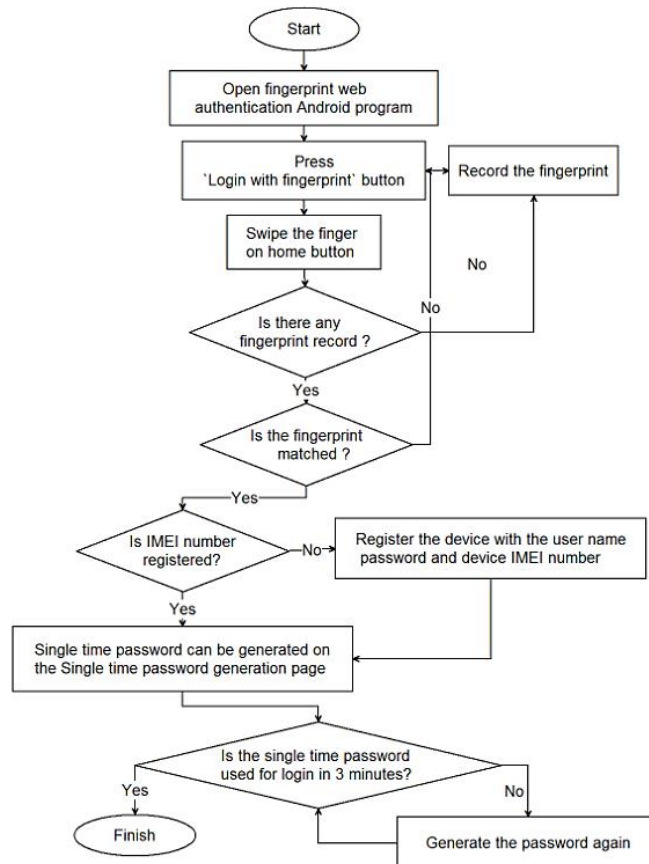 Start
Open fingerprint web
authentication Android program
Press
`Login with fingerprint` button
Record the fingerprint
Swipe the finger
on home button
No
No
Is there any
fingerprint record ?
Yes
Is the fingerprint
matched ?
Yes
Is IMEI number
registered?
No
Register the device with the user name
password and device IMEI number
Yes
Single time password can be generated on
the Single time password generation page
Is the single time password
used for login in 3 minutes?
Yes
No
Finish
Generate the password again